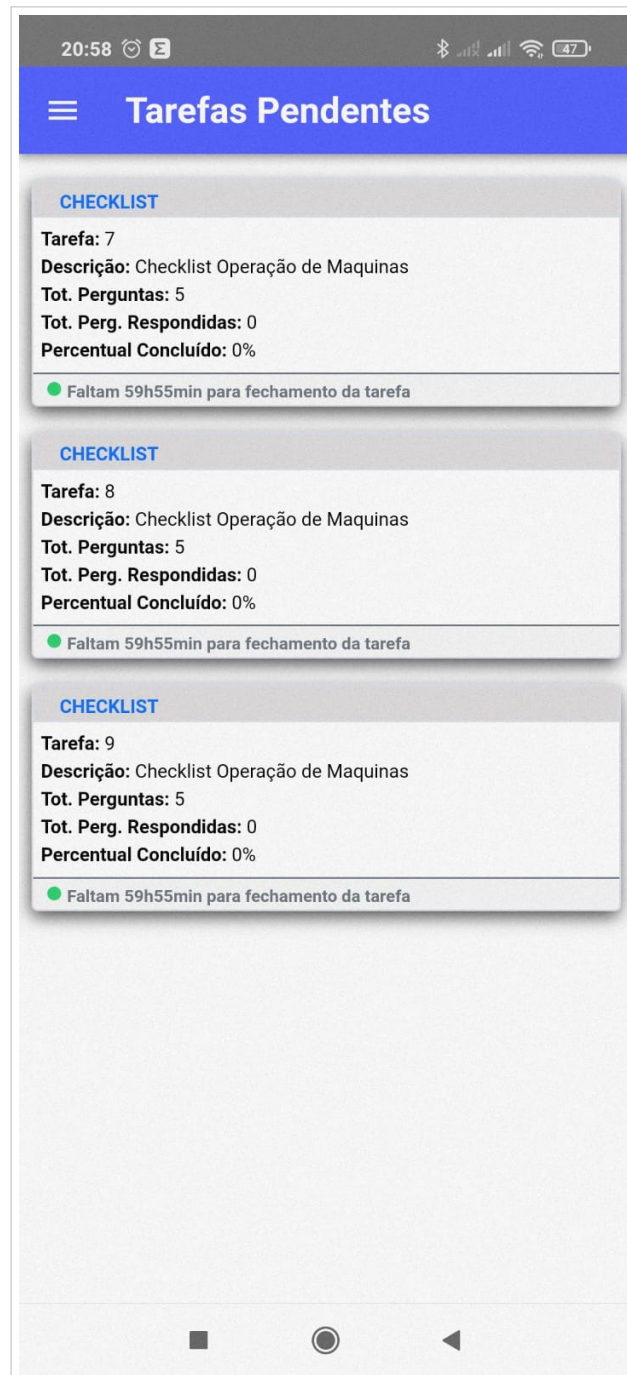 20:58 Σ 47
Tarefas Pendentes
CHECKLIST
Tarefa: 7
Descrição: Checklist Operação de Maquinas
Tot. Perguntas: 5
Tot. Perg. Respondidas: 0
Percentual Concluído: 0%
Faltam 59h55min para fechamento da tarefa
CHECKLIST
Tarefa: 8
Descrição: Checklist Operação de Maquinas
Tot. Perguntas: 5
Tot. Perg. Respondidas: 0
Percentual Concluído: 0%
Faltam 59h55min para fechamento da tarefa
CHECKLIST
Tarefa: 9
Descrição: Checklist Operação de Maquinas
Tot. Perguntas: 5
Tot. Perg. Respondidas: 0
Percentual Concluído: 0%
Faltam 59h55min para fechamento da tarefa